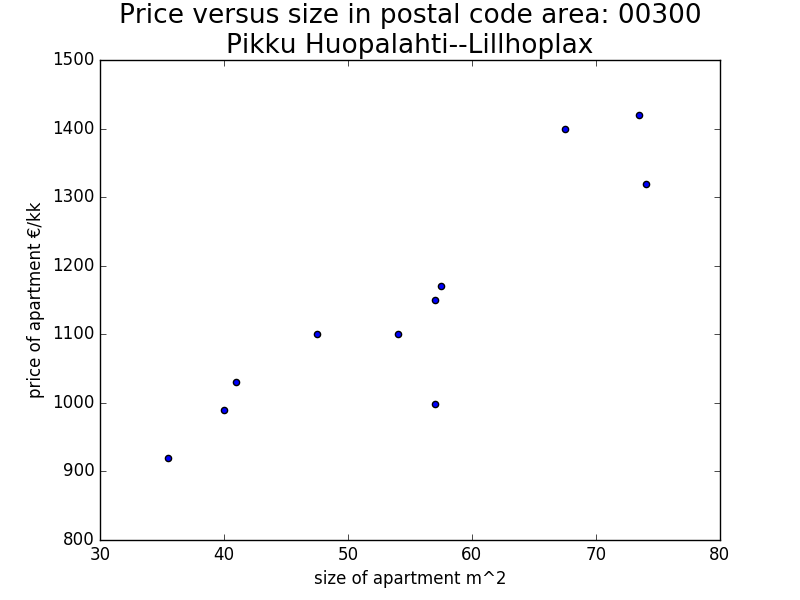 Price versus size in postal code area: 00300
Pikku Huopalahti--Lillhoplax
1500
1400
1300
1200
1100
1000
900
800
price of apartment €/kk
30 40 50 60 70 80
size of apartment m^2